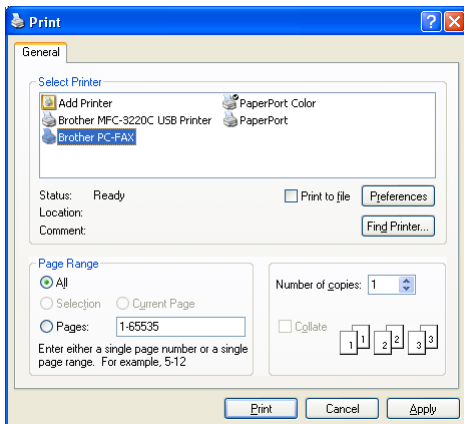 Print
General
Select Printer
Add Printer
PaperPort Color
Brother MFC-3220C USB Printer
PaperPort
Brother PC-FAX
Status: Ready
Print to file
Preferences
Location:
Comment:
Find Printer...
Page Range
All
Selection
Current Page
Pages: 1-65535
Enter either a single page number or a single
page range. For example, 5-12
Number of copies: 1
Collate
1 1 2 2 3 3
Print
Cancel
Apply